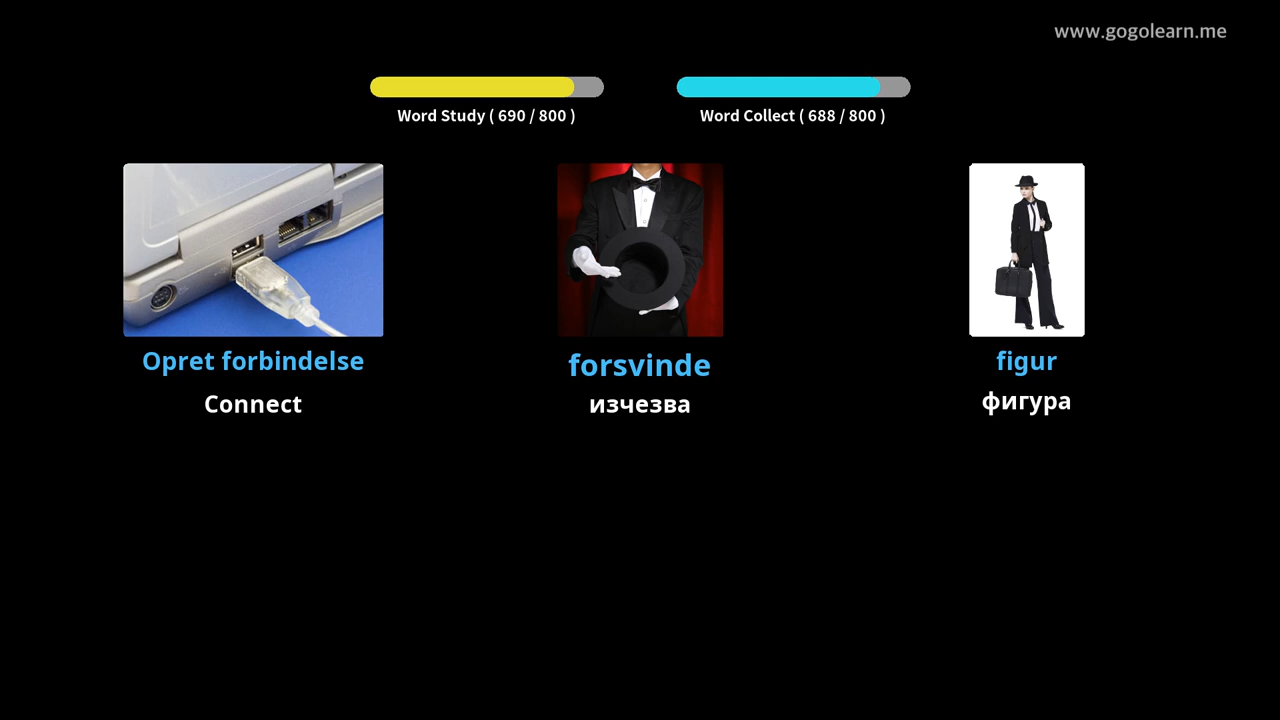 www.gogolearn.me
Word Study ( 690 / 800 )
Word Collect ( 688 / 800 )
Opret forbindelse
Connect
forsvinde
изчезва
figur
фигура